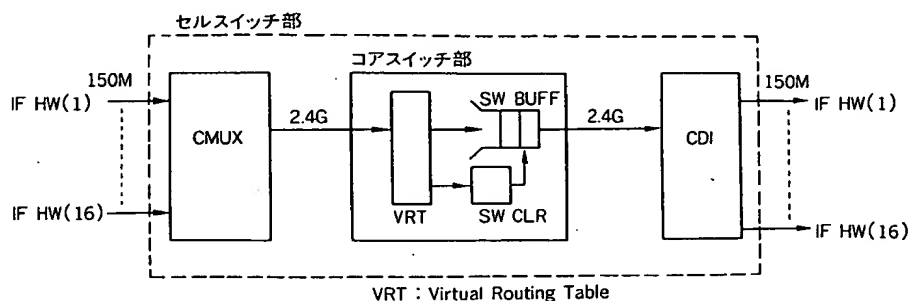 セルスイッチ部
コアスイッチ部
150M
IF HW(1)
IF HW(16)
CMUX
2.4G
VRT
SW BUFF
SW CLR
2.4G
CDI
150M
IF HW(1)
IF HW(16)
VRT : Virtual Routing Table